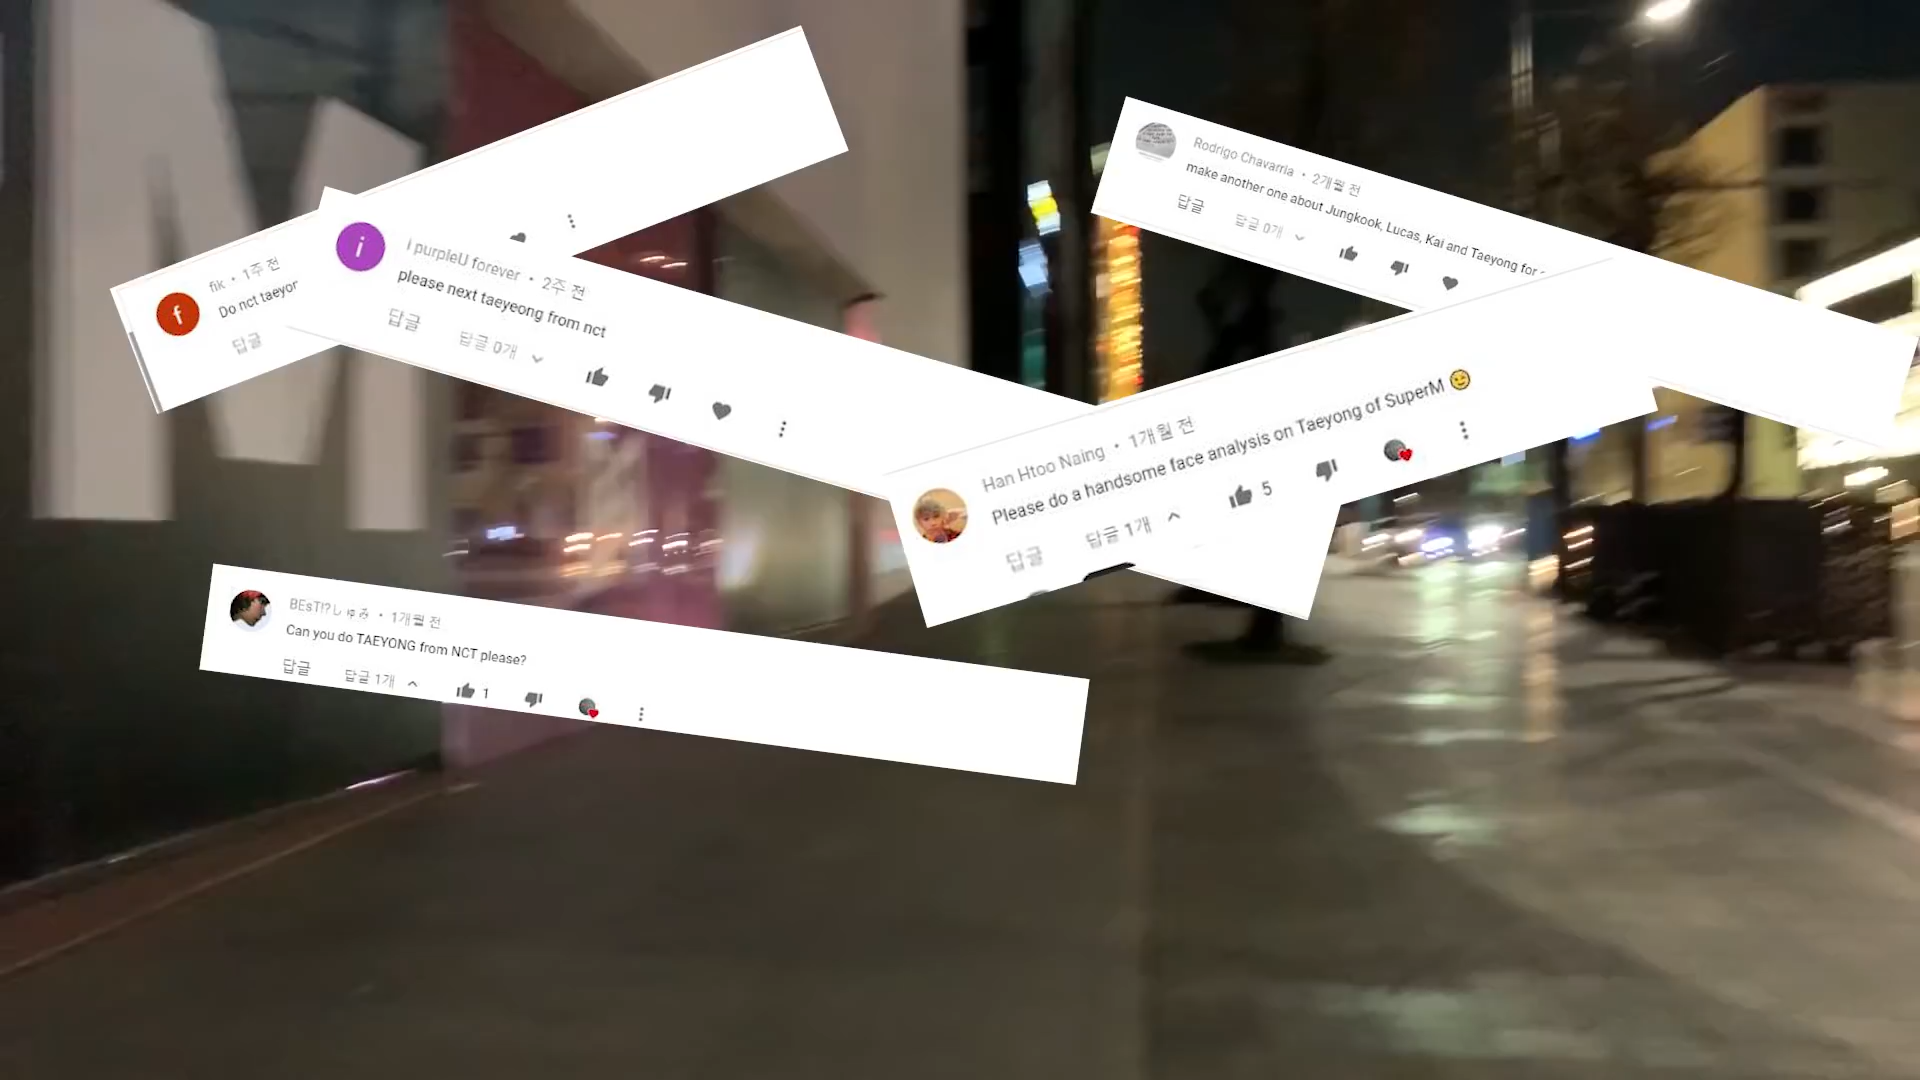 M
f
fik • 1주 전
Do nct taeyor
답글
i
i purpleU forever • 2주 전
please next taeyeong from nct
답글
답글 0개
Rodrigo Chavarria • 2개월 전
make another one about Jungkook, Lucas, Kai and Taeyong for
답글
답글 0개
Han Htoo Naing • 1개월 전
Please do a handsome face analysis on Taeyong of SuperM 😉
답글
답글 1개
5
BEsT!?しゅみ • 1개월 전
Can you do TAEYONG from NCT please?
답글
답글 1개
1